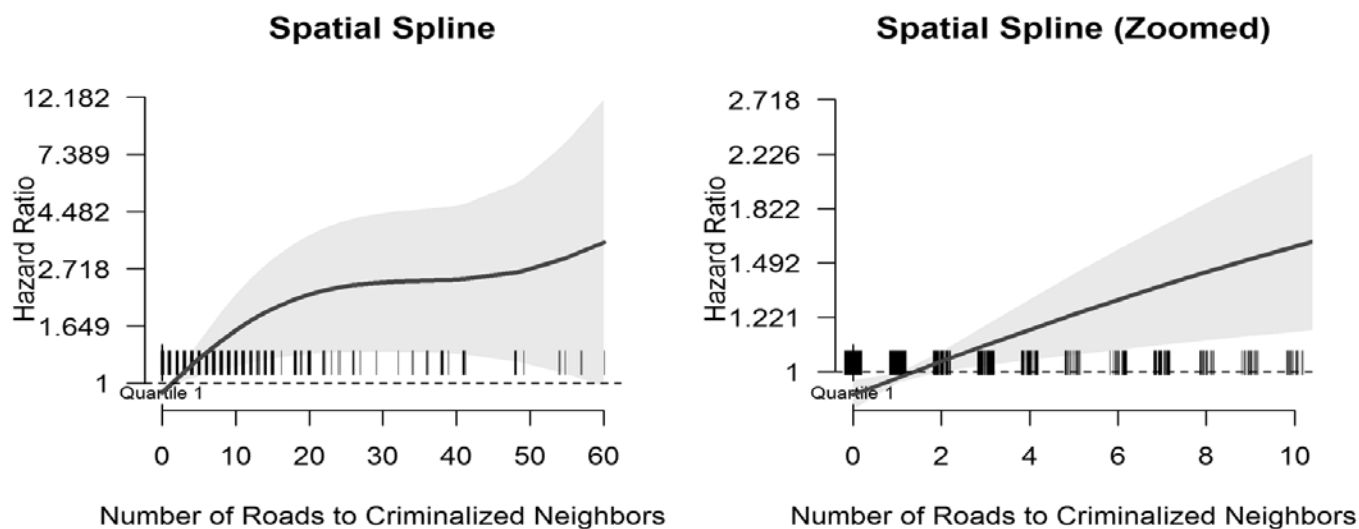 Spatial Spline
Hazard Ratio
12.182
7.389
4.482
2.718
1.649
1
Quartile 1
0 10 20 30 40 50 60
Number of Roads to Criminalized Neighbors
Spatial Spline (Zoomed)
Hazard Ratio
2.718
2.226
1.822
1.492
1.221
1
Quartile 1
0 2 4 6 8 10
Number of Roads to Criminalized Neighbors